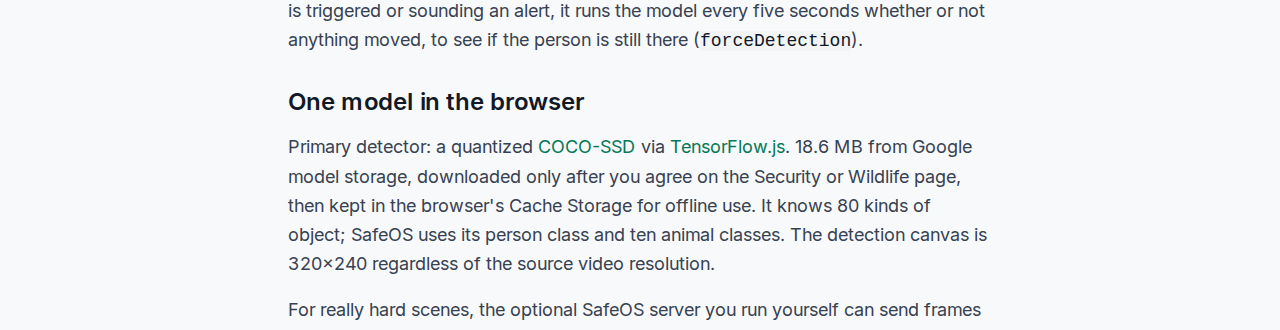 is triggered or sounding an alert, it runs the model every five seconds whether or not
anything moved, to see if the person is still there (forceDetection).
One model in the browser
Primary detector: a quantized COCO-SSD via TensorFlow.js. 18.6 MB from Google
model storage, downloaded only after you agree on the Security or Wildlife page,
then kept in the browser's Cache Storage for offline use. It knows 80 kinds of
object; SafeOS uses its person class and ten animal classes. The detection canvas is
320×240 regardless of the source video resolution.
For really hard scenes, the optional SafeOS server you run yourself can send frames